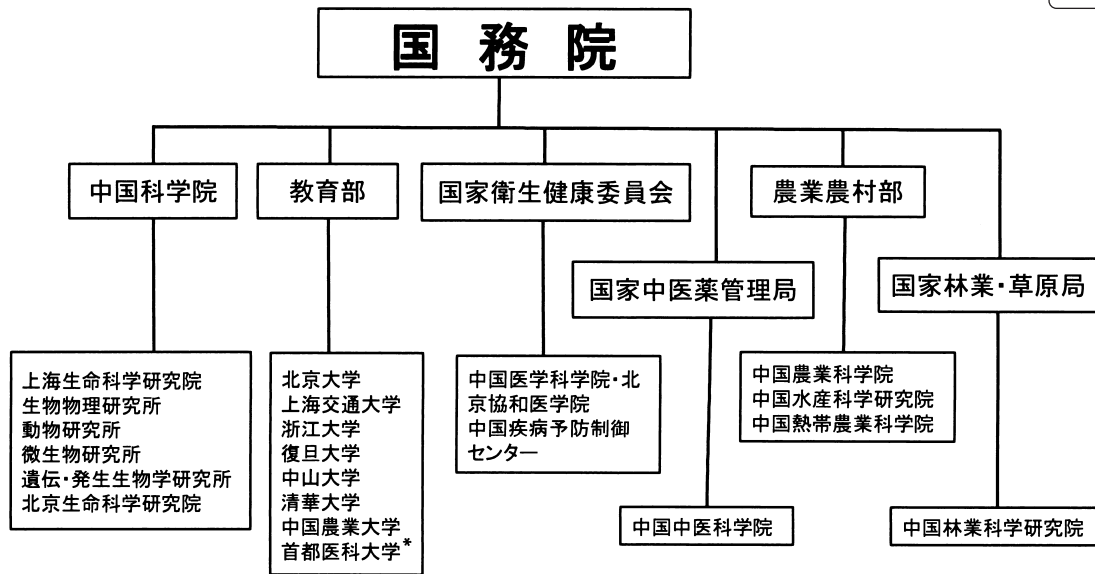 国務院
中国科学院
教育部
国家衛生健康委員会
農業農村部
国家中医薬管理局
国家林業・草原局
上海生命科学研究院
生物物理研究所
動物研究所
微生物研究所
遺伝・発生生物学研究所
北京生命科学研究院
北京大学
上海交通大学
浙江大学
復旦大学
中山大学
清華大学
中国農業大学
首都医科大学*
中国医学科学院・北
京協和医学院
中国疾病予防制御
センター
中国農業科学院
中国水産科学研究院
中国熱帯農業科学院
中国中医科学院
中国林業科学研究院